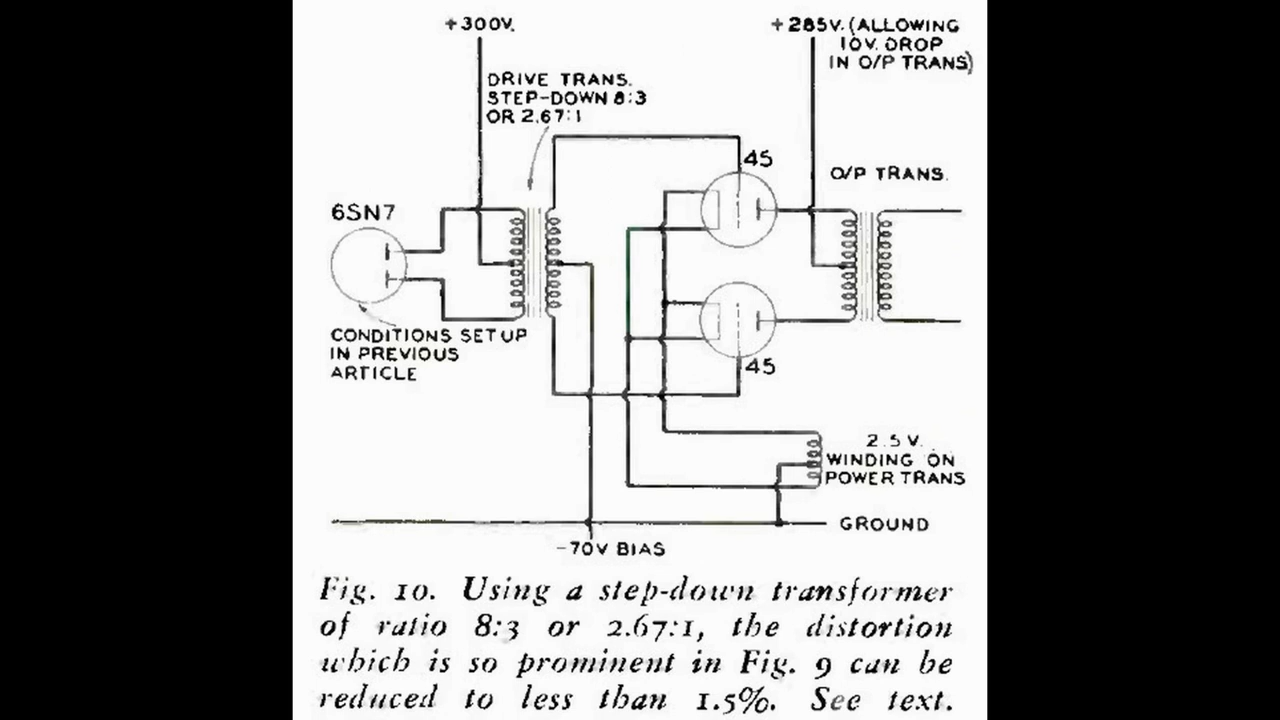 +300V.
+285V. (ALLOWING
10V. DROP
IN O/P TRANS)
DRIVE TRANS.
STEP-DOWN 8:3
OR 2.67:1
45
O/P TRANS.
6SN7
CONDITIONS SET UP
IN PREVIOUS
ARTICLE
45
2.5V.
WINDING ON
POWER TRANS
GROUND
-70V BIAS
Fig. 10. Using a step-down transformer
of ratio 8:3 or 2.67:1, the distortion
which is so prominent in Fig. 9 can be
reduced to less than 1.5%. See text.